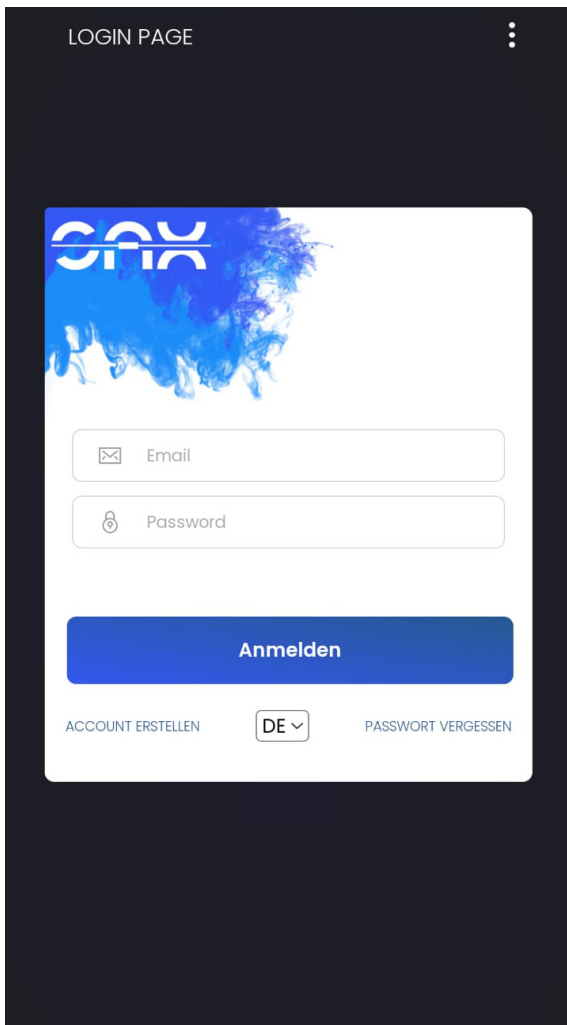 LOGIN PAGE
SAX
Email
Password
Anmelden
ACCOUNT ERSTELLEN
DE
PASSWORT VERGESSEN